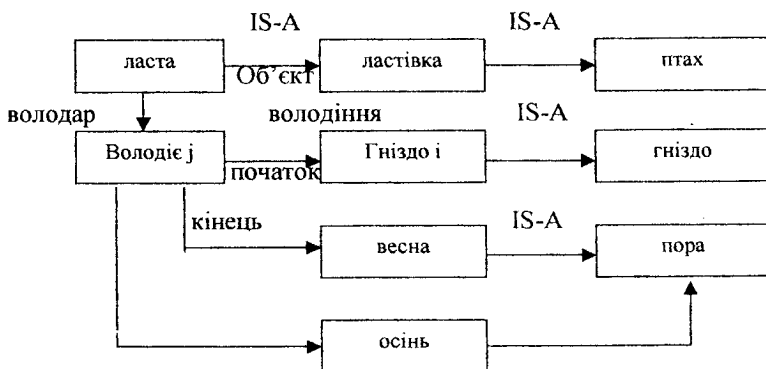 IS-A IS-A
ласта ластівка птах
Об’єкт
володар володіння IS-A
Володіє j Гніздо і гніздо
початок
кінець IS-A
весна пора
осінь